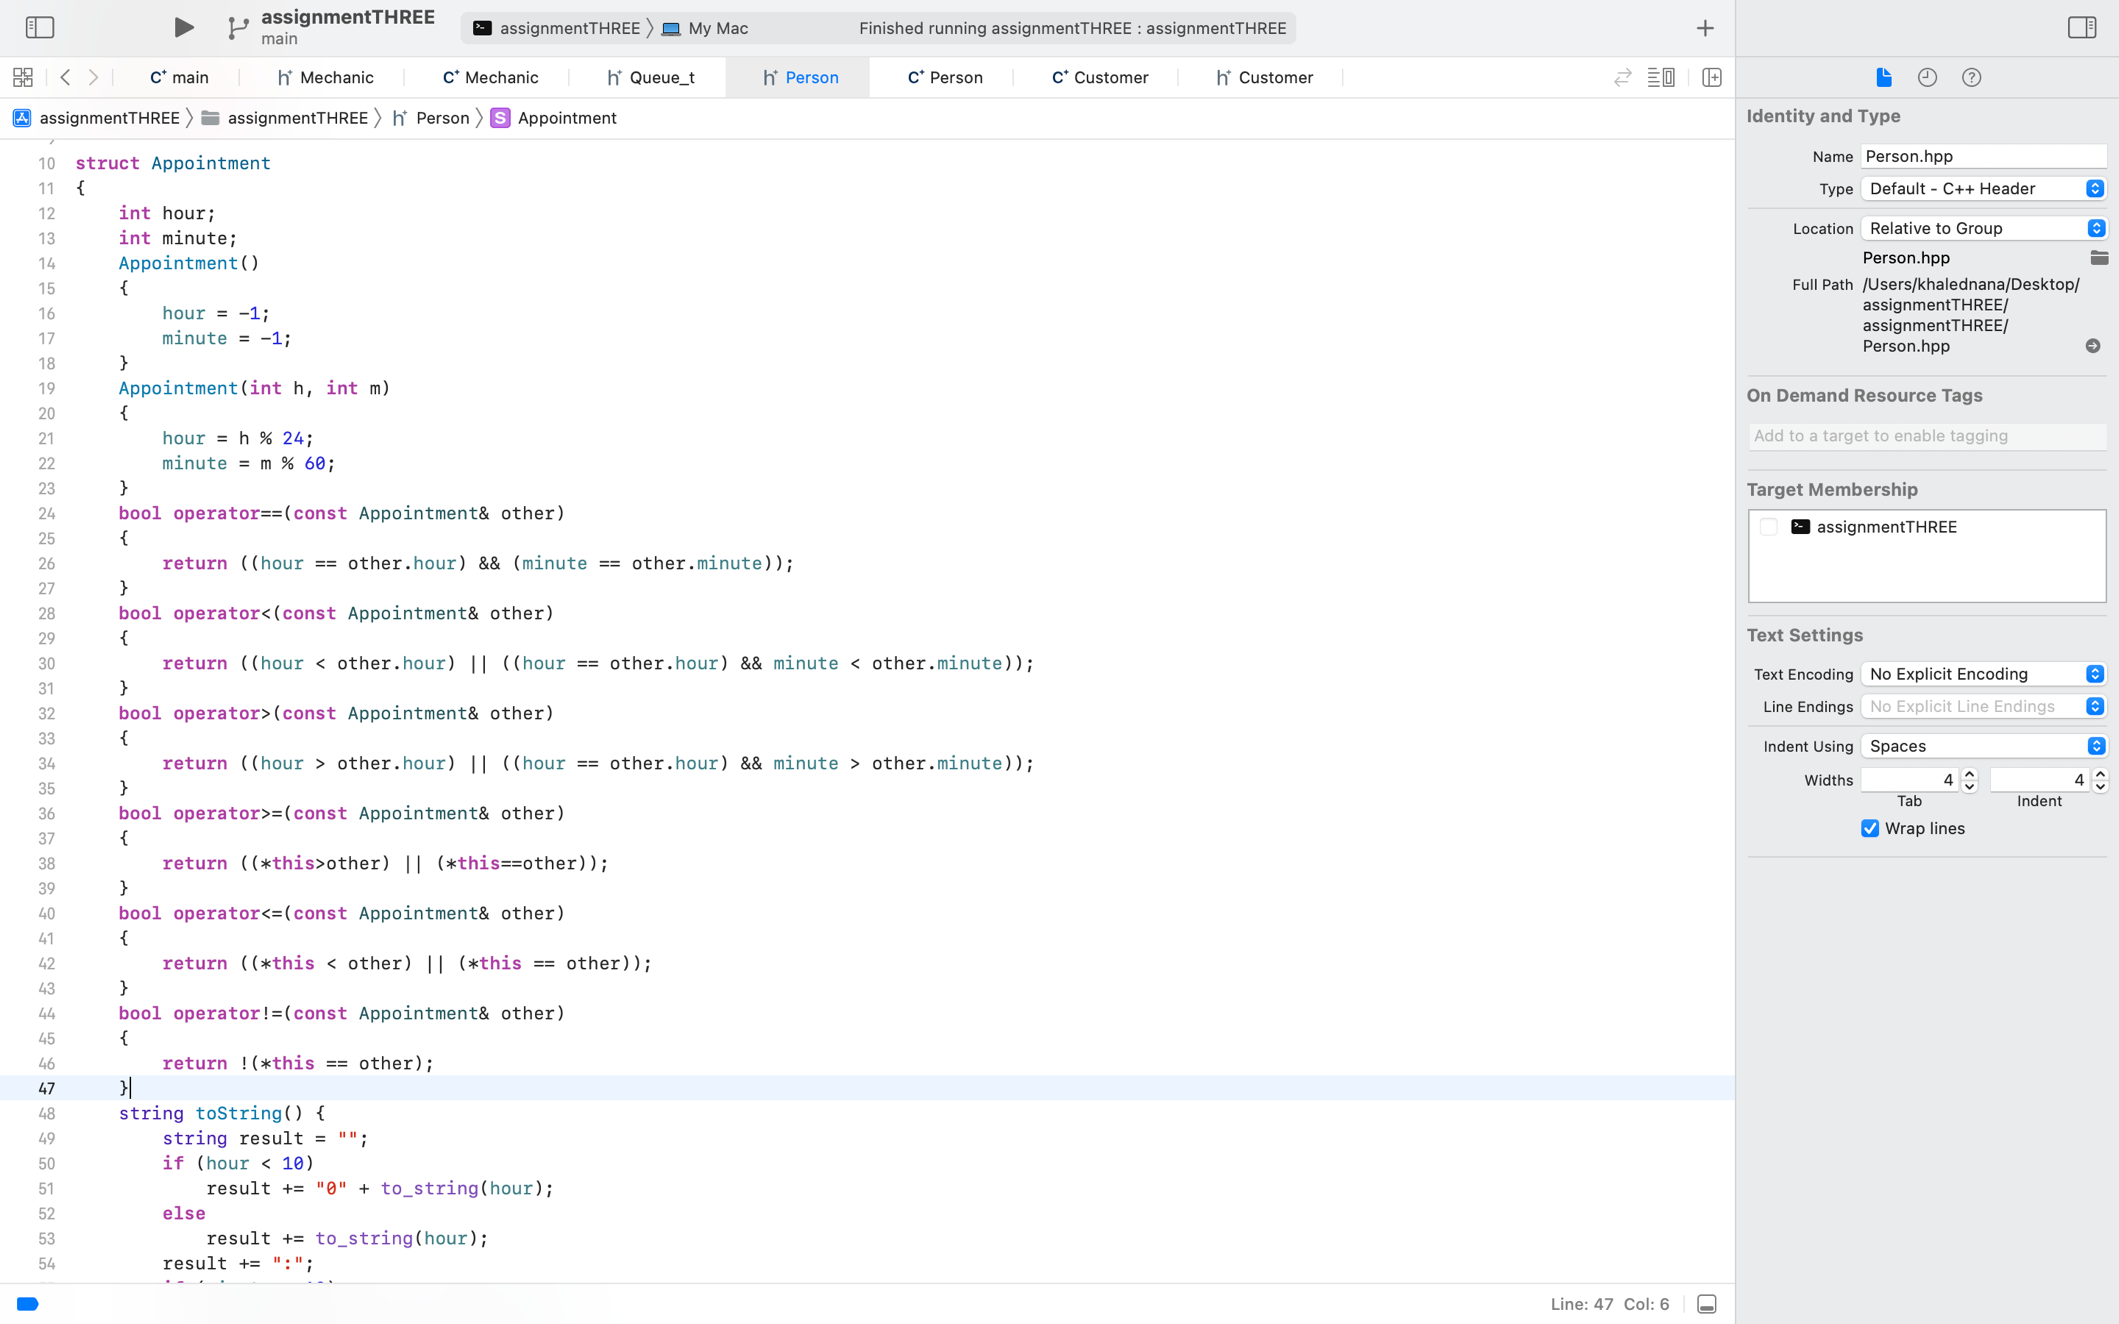 assignmentTHREE
main
assignmentTHREE 〉 My Mac
Finished running assignmentTHREE : assignmentTHREE
main
Mechanic
Mechanic
Queue_t
Person
Person
Customer
Customer
assignmentTHREE 〉 assignmentTHREE 〉 Person 〉 S Appointment
10 struct Appointment
11 {
12     int hour;
13     int minute;
14     Appointment()
15     {
16         hour = -1;
17         minute = -1;
18     }
19     Appointment(int h, int m)
20     {
21         hour = h % 24;
22         minute = m % 60;
23     }
24     bool operator==(const Appointment& other)
25     {
26         return ((hour == other.hour) && (minute == other.minute));
27     }
28     bool operator<(const Appointment& other)
29     {
30         return ((hour < other.hour) || ((hour == other.hour) && minute < other.minute));
31     }
32     bool operator>(const Appointment& other)
33     {
34         return ((hour > other.hour) || ((hour == other.hour) && minute > other.minute));
35     }
36     bool operator>=(const Appointment& other)
37     {
38         return ((*this>other) || (*this==other));
39     }
40     bool operator<=(const Appointment& other)
41     {
42         return ((*this < other) || (*this == other));
43     }
44     bool operator!=(const Appointment& other)
45     {
46         return !(*this == other);
47     }
48     string toString() {
49         string result = "";
50         if (hour < 10)
51             result += "0" + to_string(hour);
52         else
53             result += to_string(hour);
54         result += ":";
Line: 47 Col: 6
Identity and Type
Name Person.hpp
Type Default - C++ Header
Location Relative to Group
Person.hpp
Full Path /Users/khalednana/Desktop/
assignmentTHREE/
assignmentTHREE/
Person.hpp
On Demand Resource Tags
Add to a target to enable tagging
Target Membership
assignmentTHREE
Text Settings
Text Encoding No Explicit Encoding
Line Endings No Explicit Line Endings
Indent Using Spaces
Widths 4 4
Tab Indent
Wrap lines